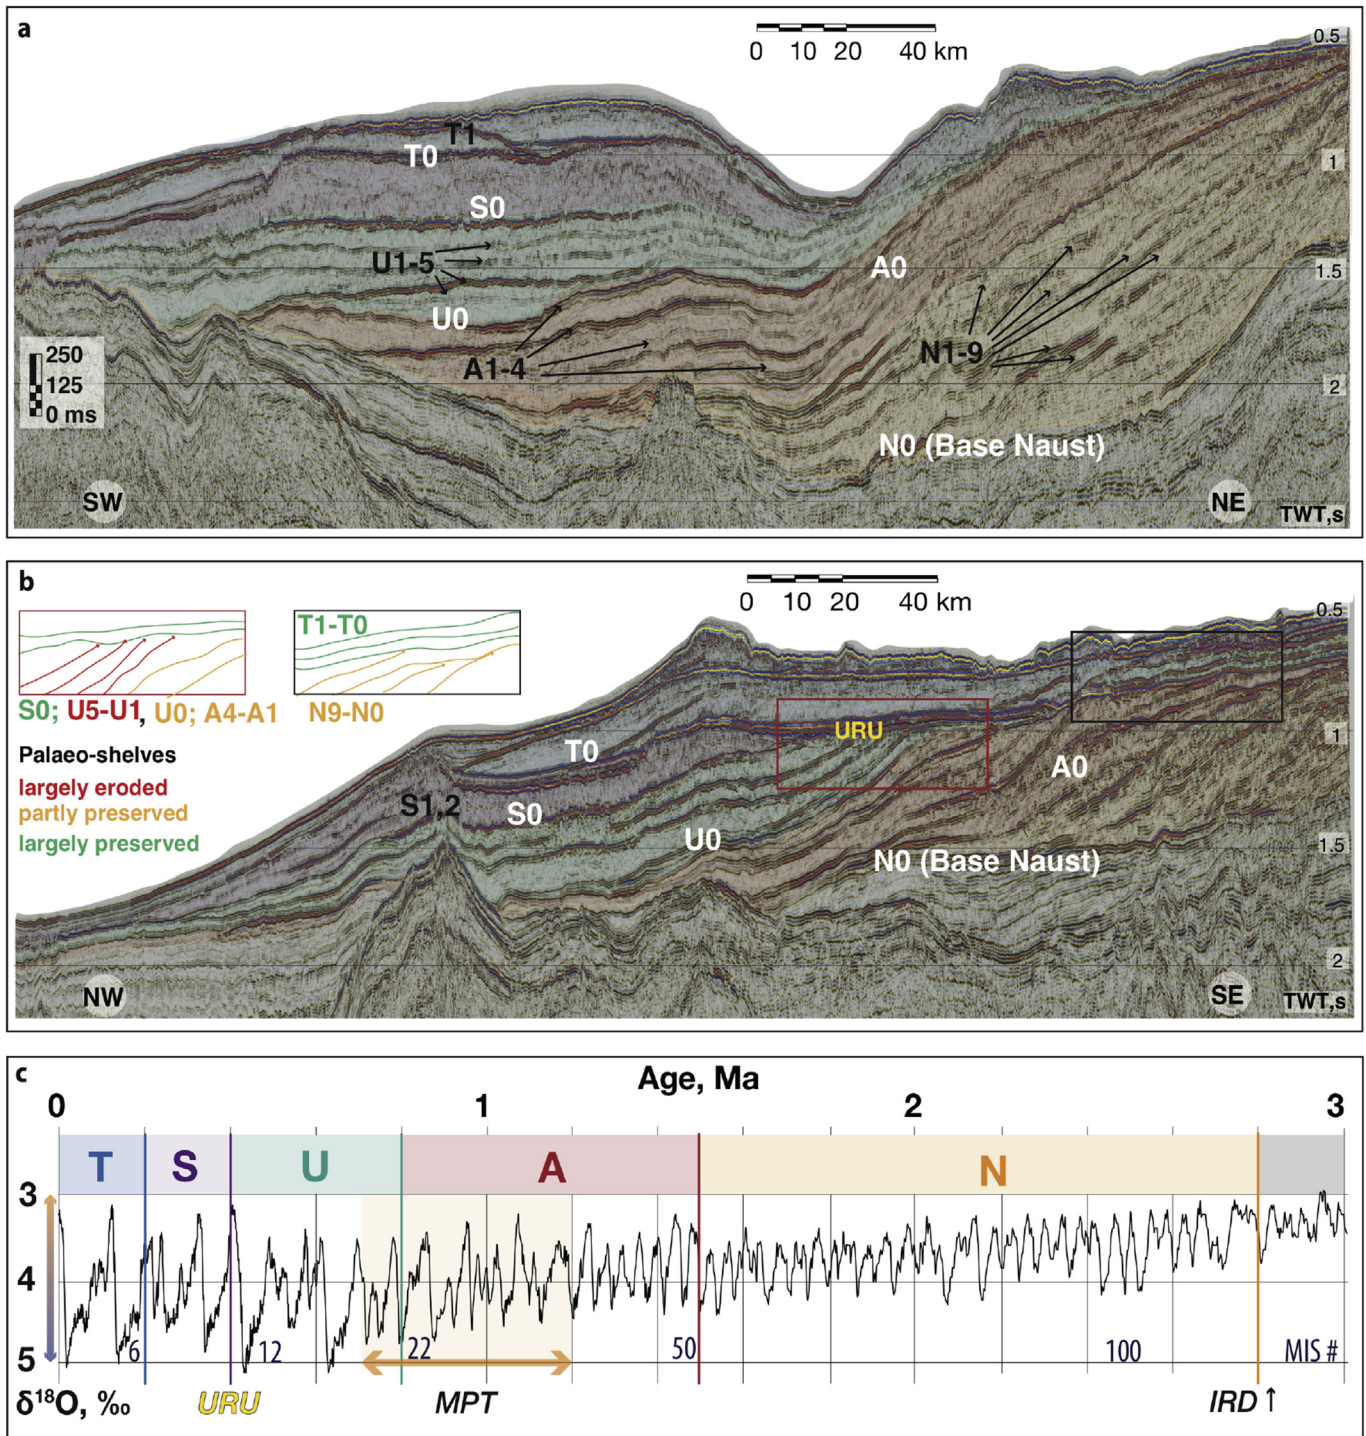 a
0 10 20 40 km
0.5
T1
T0
1
S0
U1-5
A0
1.5
U0
N1-9
250
125
0 ms
A1-4
2
N0 (Base Naust)
SW
NE
TWT,s
b
0 10 20 40 km
0.5
T1-T0
S0; U5-U1, U0; A4-A1
N9-N0
URU
1
Palaeo-shelves
T0
A0
largely eroded
partly preserved
S1,2
S0
largely preserved
U0
1.5
N0 (Base Naust)
2
NW
SE
TWT,s
c
Age, Ma
0 1 2 3
T S U A N
3
4
5
6 12 22 50 100 MIS #
δ¹⁸O, ‰
URU
MPT
IRD ↑